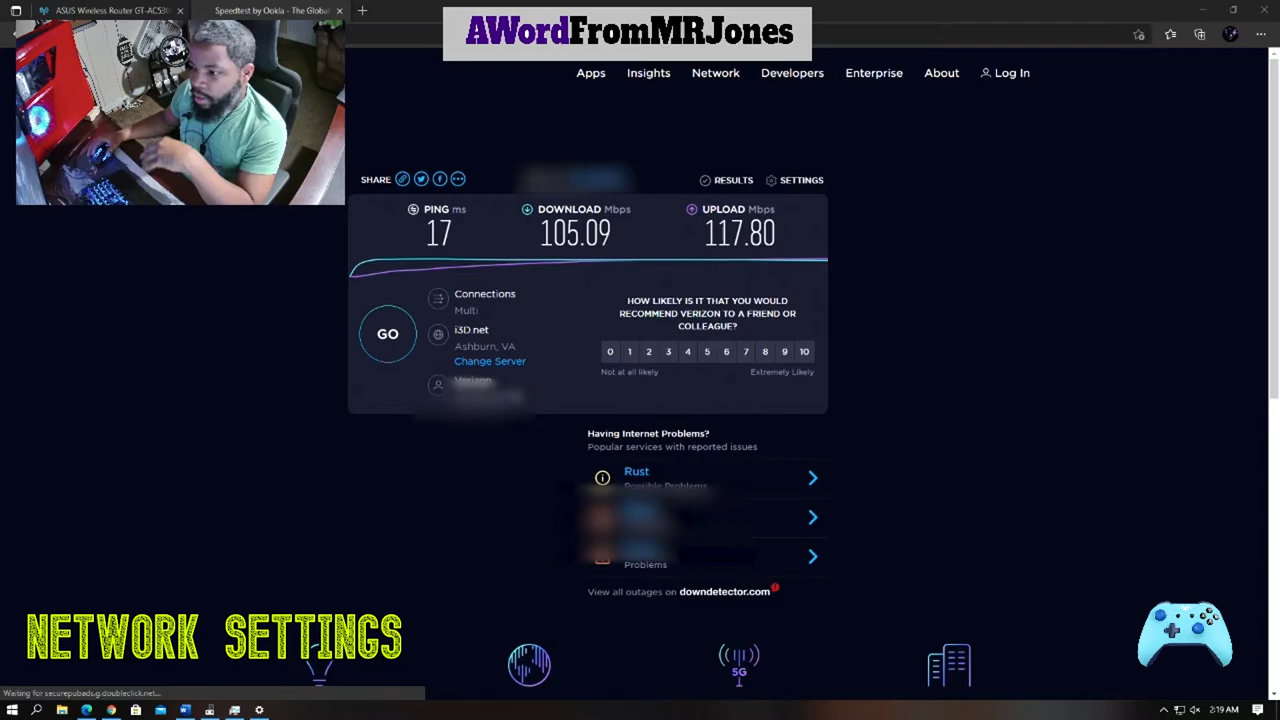 ASUS Wireless Router GT-AC530
Speedtest by Ookla - The Global
AWordFromMRJones
Apps Insights Network Developers Enterprise About Log In
SHARE
RESULTS SETTINGS
PING ms DOWNLOAD Mbps UPLOAD Mbps
17 105.09 117.80
GO
Connections
Multi
i3D.net
Ashburn, VA
Change Server
Verizon
HOW LIKELY IS IT THAT YOU WOULD
RECOMMEND VERIZON TO A FRIEND OR
COLLEAGUE?
0 1 2 3 4 5 6 7 8 9 10
Not at all likely Extremely Likely
Having Internet Problems?
Popular services with reported issues
Rust
Possible Problems
Problems
View all outages on downdetector.com
NETWORK SETTINGS
5G
Waiting for securepubads.g.doubleclick.net...
2:19 AM